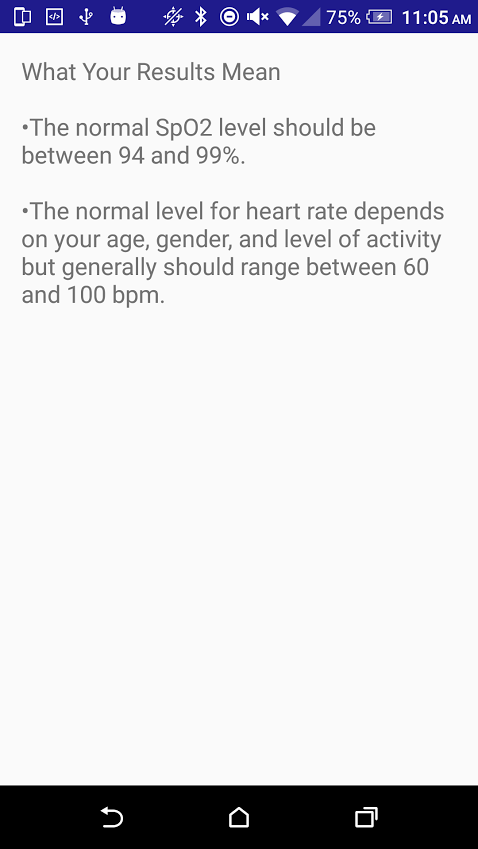 75% 11:05 AM
What Your Results Mean
•The normal SpO2 level should be
between 94 and 99%.
•The normal level for heart rate depends
on your age, gender, and level of activity
but generally should range between 60
and 100 bpm.